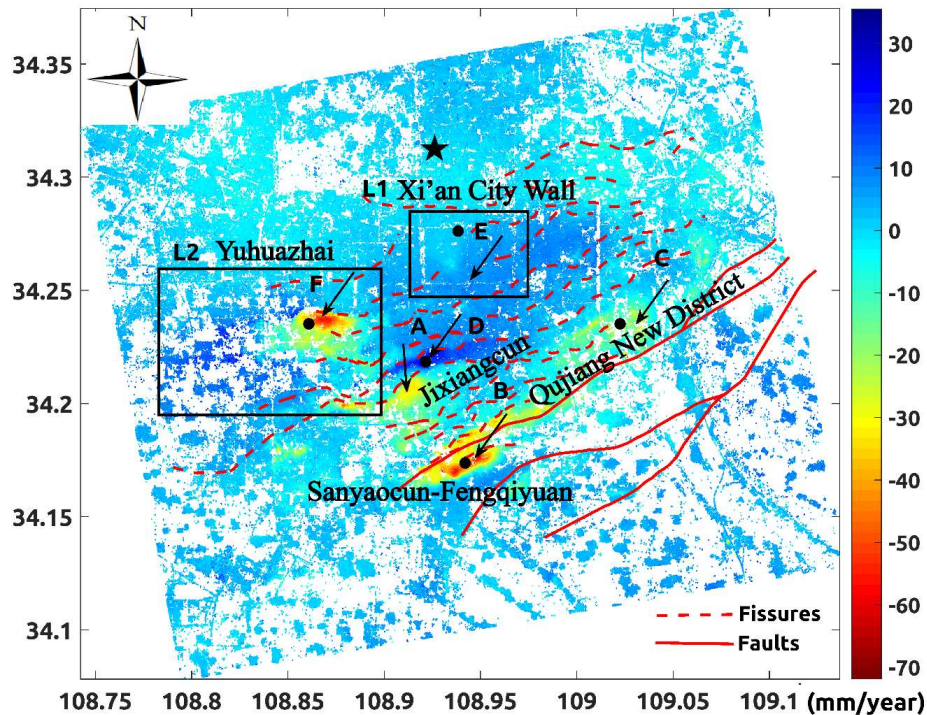 N
34.35
34.3
34.25
34.2
34.15
34.1
L1 Xi'an City Wall
E
L2 Yuhuazhai
F
C
A
D
B
Jixiangcun
Qujiang New District
Sanyaocun-Fengqiyuan
Fissures
Faults
108.75
108.8
108.85
108.9
108.95
109
109.05
109.1
(mm/year)
30
20
10
0
-10
-20
-30
-40
-50
-60
-70